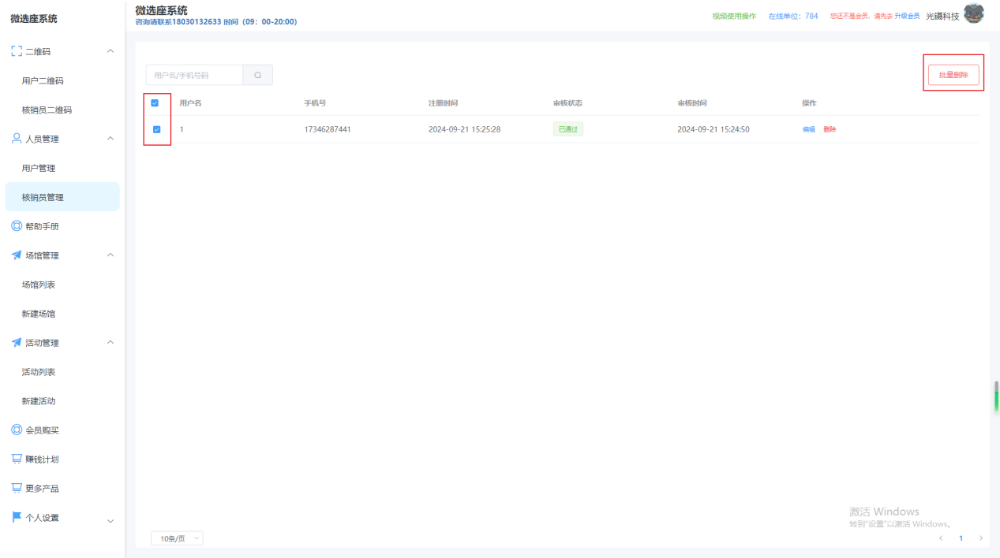 微选座系统
微选座系统
咨询请联系18030132633 时间（09：00-20:00）
视频使用操作 在线单位：784 您还不是会员，请先去 升级会员 光镊科技
二维码
用户二维码
核销员二维码
人员管理
用户管理
核销员管理
帮助手册
场馆管理
场馆列表
新建场馆
活动管理
活动列表
新建活动
会员购买
赚钱计划
更多产品
个人设置
用户名/手机号码
批量删除
用户名 手机号 注册时间 审核状态 审核时间 操作
1 17346287441 2024-09-21 15:25:28 已通过 2024-09-21 15:24:50 编辑 删除
激活 Windows
转到"设置"以激活 Windows。
10条/页
1